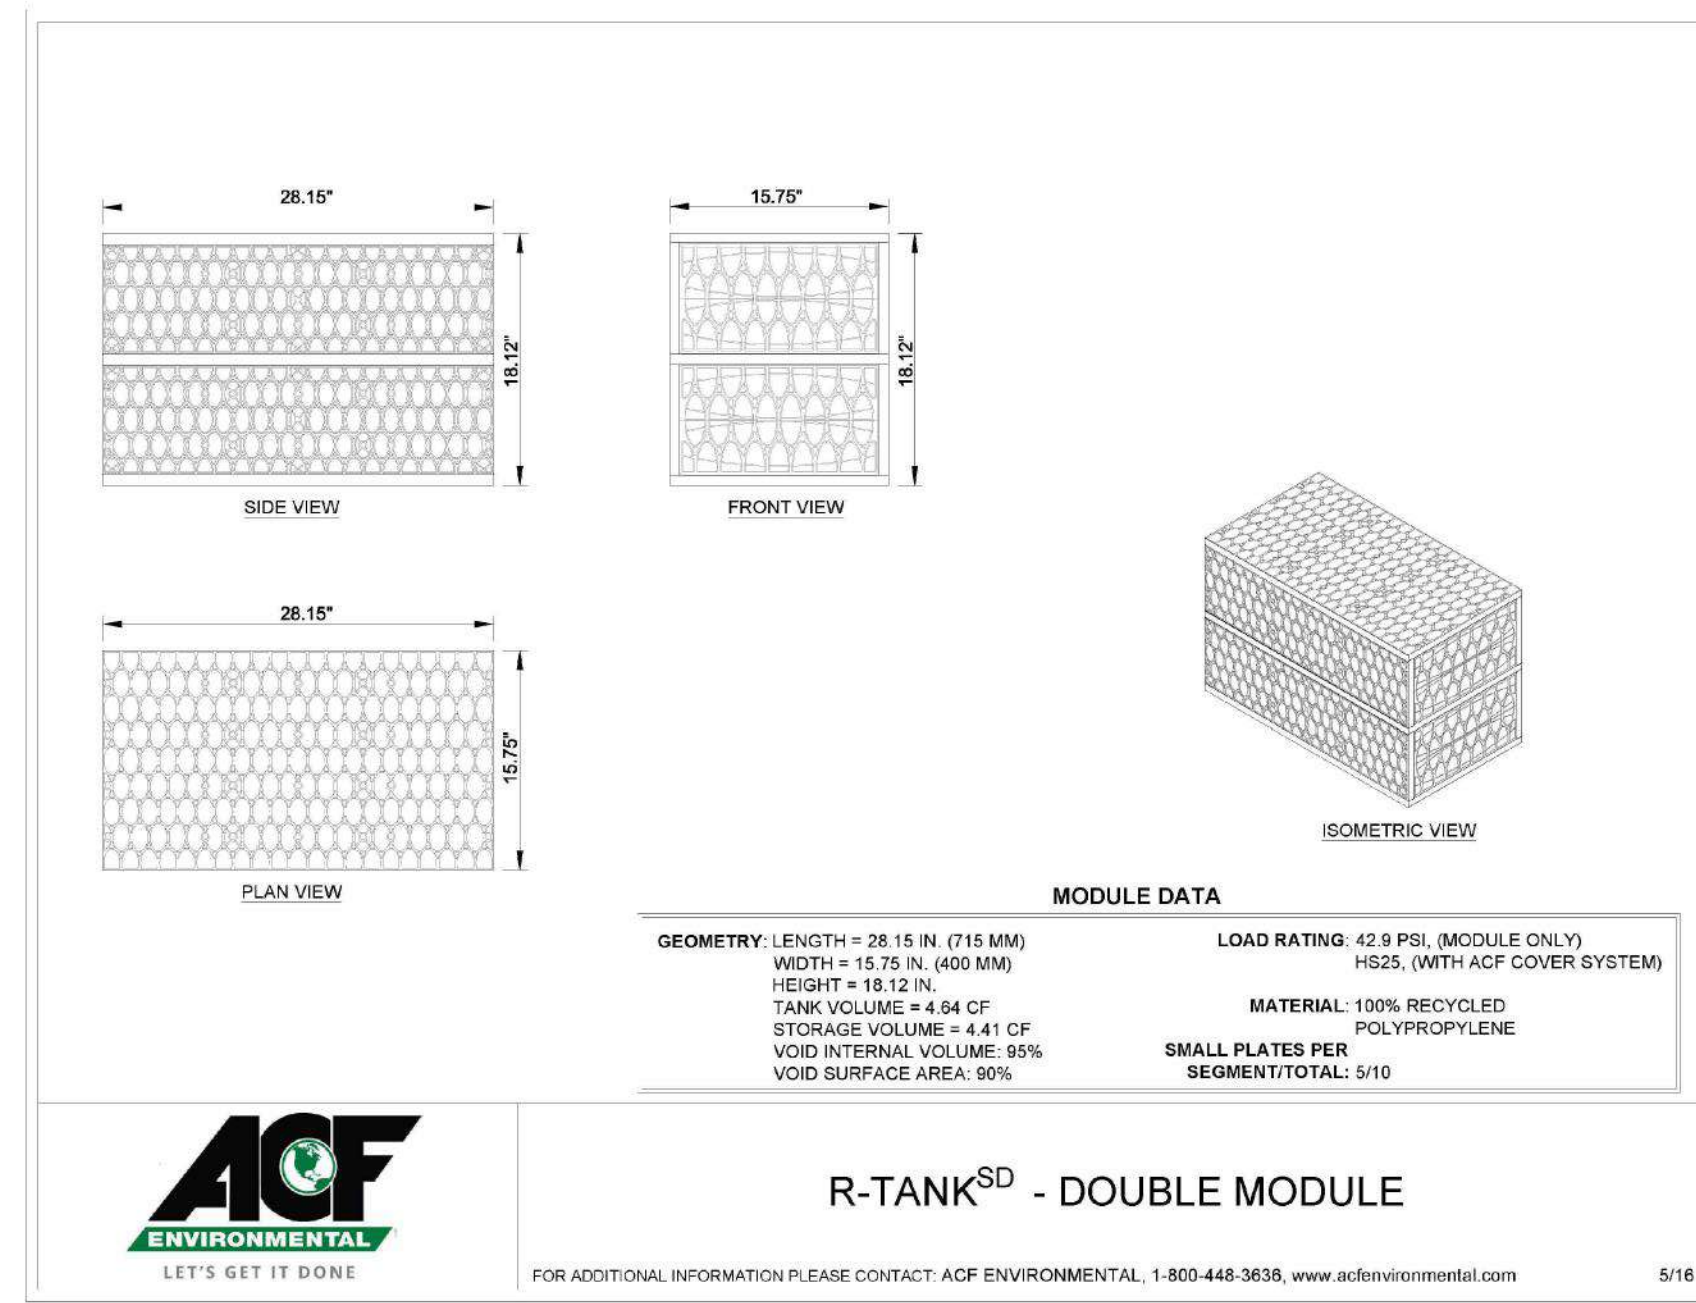 28.15"
15.75"
18.12"
18.12"
SIDE VIEW
FRONT VIEW
28.15"
15.75"
PLAN VIEW
ISOMETRIC VIEW
MODULE DATA
GEOMETRY: LENGTH = 28.15 IN. (715 MM)
WIDTH = 15.75 IN. (400 MM)
HEIGHT = 18.12 IN.
TANK VOLUME = 4.64 CF
STORAGE VOLUME = 4.41 CF
VOID INTERNAL VOLUME: 95%
VOID SURFACE AREA: 90%
LOAD RATING: 42.9 PSI, (MODULE ONLY)
HS25, (WITH ACF COVER SYSTEM)
MATERIAL: 100% RECYCLED
POLYPROPYLENE
SMALL PLATES PER
SEGMENT/TOTAL: 5/10
ACF
ENVIRONMENTAL
LET'S GET IT DONE
R-TANK^SD - DOUBLE MODULE
FOR ADDITIONAL INFORMATION PLEASE CONTACT: ACF ENVIRONMENTAL, 1-800-448-3636, www.acfenvironmental.com
5/16